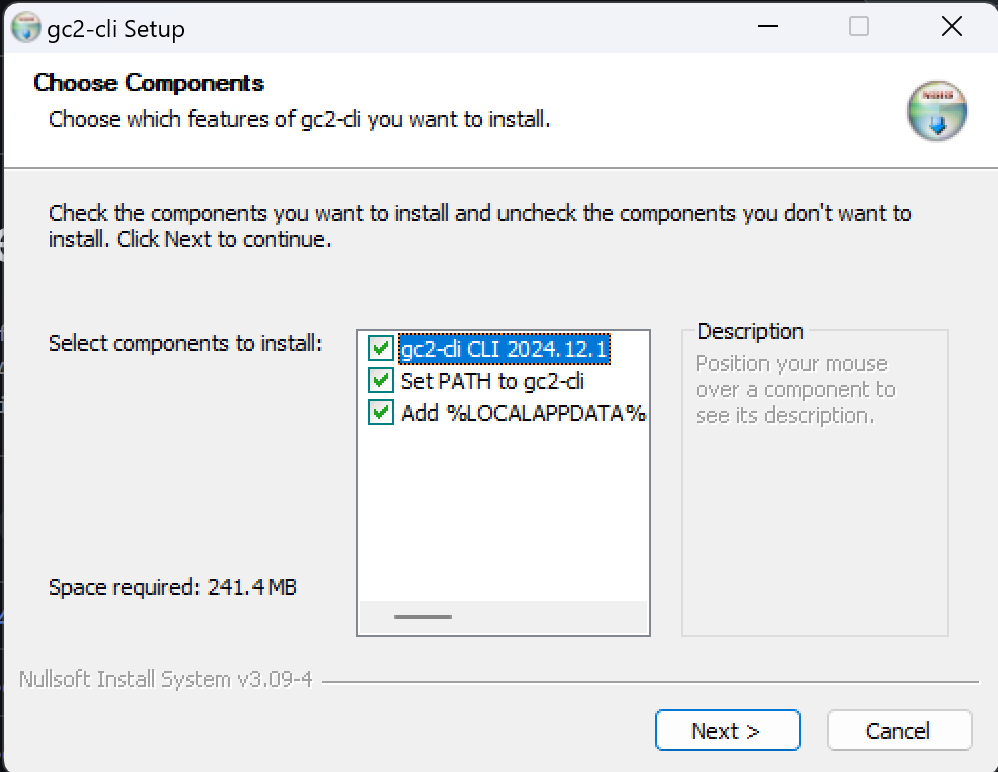 gc2-cli Setup
Choose Components
Choose which features of gc2-cli you want to install.
Check the components you want to install and uncheck the components you don't want to
install. Click Next to continue.
Select components to install:
gc2-cli CLI 2024.12.1
Set PATH to gc2-cli
Add %LOCALAPPDATA%
Description
Position your mouse
over a component to
see its description.
Space required: 241.4 MB
Nullsoft Install System v3.09-4
Next >
Cancel